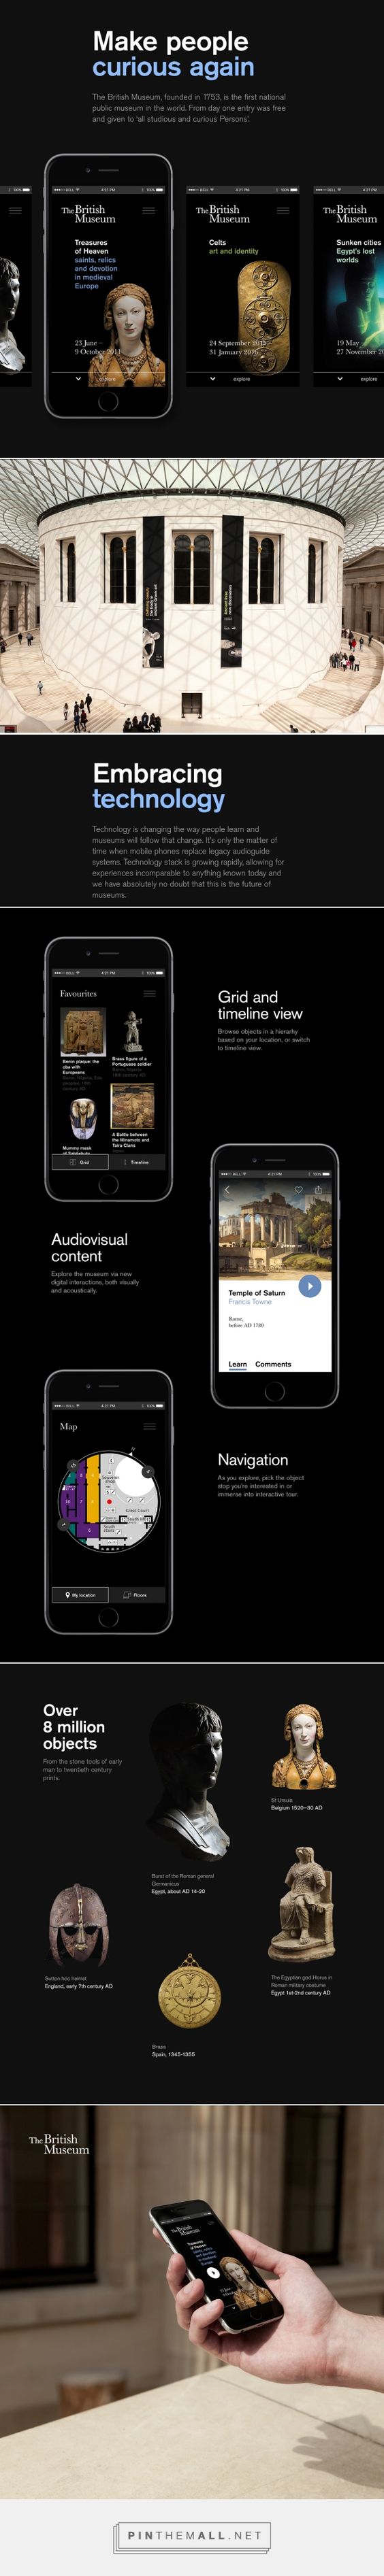 Make people
curious again
The British Museum, founded in 1753, is the first national
public museum in the world. From day one entry was free
and given to 'all studious and curious Persons'.
BELL 4:21 PM 100%
The British
Museum
Treasures
of Heaven
saints, relics
and devotion
in medieval
Europe
23 June –
9 October 2011
explore
BELL 4:21 PM 100%
The British
Museum
Celts
art and identity
24 September 2015
31 January 2016
explore
BELL 4:21 PM
The British
Museum
Sunken cities
Egypt's lost
worlds
19 May
27 November
explore
Embracing
technology
Technology is changing the way people learn and
museums will follow that change. It's only the matter of
time when mobile phones replace legacy audioguide
systems. Technology stack is growing rapidly, allowing for
experiences incomparable to anything known today and
we have absolutely no doubt that this is the future of
museums.
BELL 4:21 PM 100%
Favourites
Benin plaque: the
oba with
Europeans
Brass figure of a
Portuguese soldier
Mummy mask
of Satdjehuty
A Battle between
the Minamoto and
Taira Clans
Grid
Timeline
Grid and
timeline view
Browse objects in a hierarhy
based on your location, or switch
to timeline view.
Audiovisual
content
Explore the museum via new
digital interactions, both visually
and acoustically.
BELL 4:21 PM 100%
Temple of Saturn
Francis Towne
Rome,
before AD 1780
Learn Comments
BELL 4:21 PM 100%
Map
Great Court
My location
Floors
Navigation
As you explore, pick the object
stop you're interested in or
immerse into interactive tour.
Over
8 million
objects
From the stone tools of early
man to twentieth century
prints.
St Ursula
Belgium 1520–30 AD
Burst of the Roman general
Germanicus
Egypt, about AD 14-20
Sutton hoo helmet
England, early 7th century AD
The Egyptian god Horus in
Roman military costume
Egypt 1st-2nd century AD
Brass
Spain, 1345-1355
The British
Museum
The British
Museum
Treasures
of Heaven
saints, relics
and devotion
in medieval
Europe
PINTHEMALL.NET